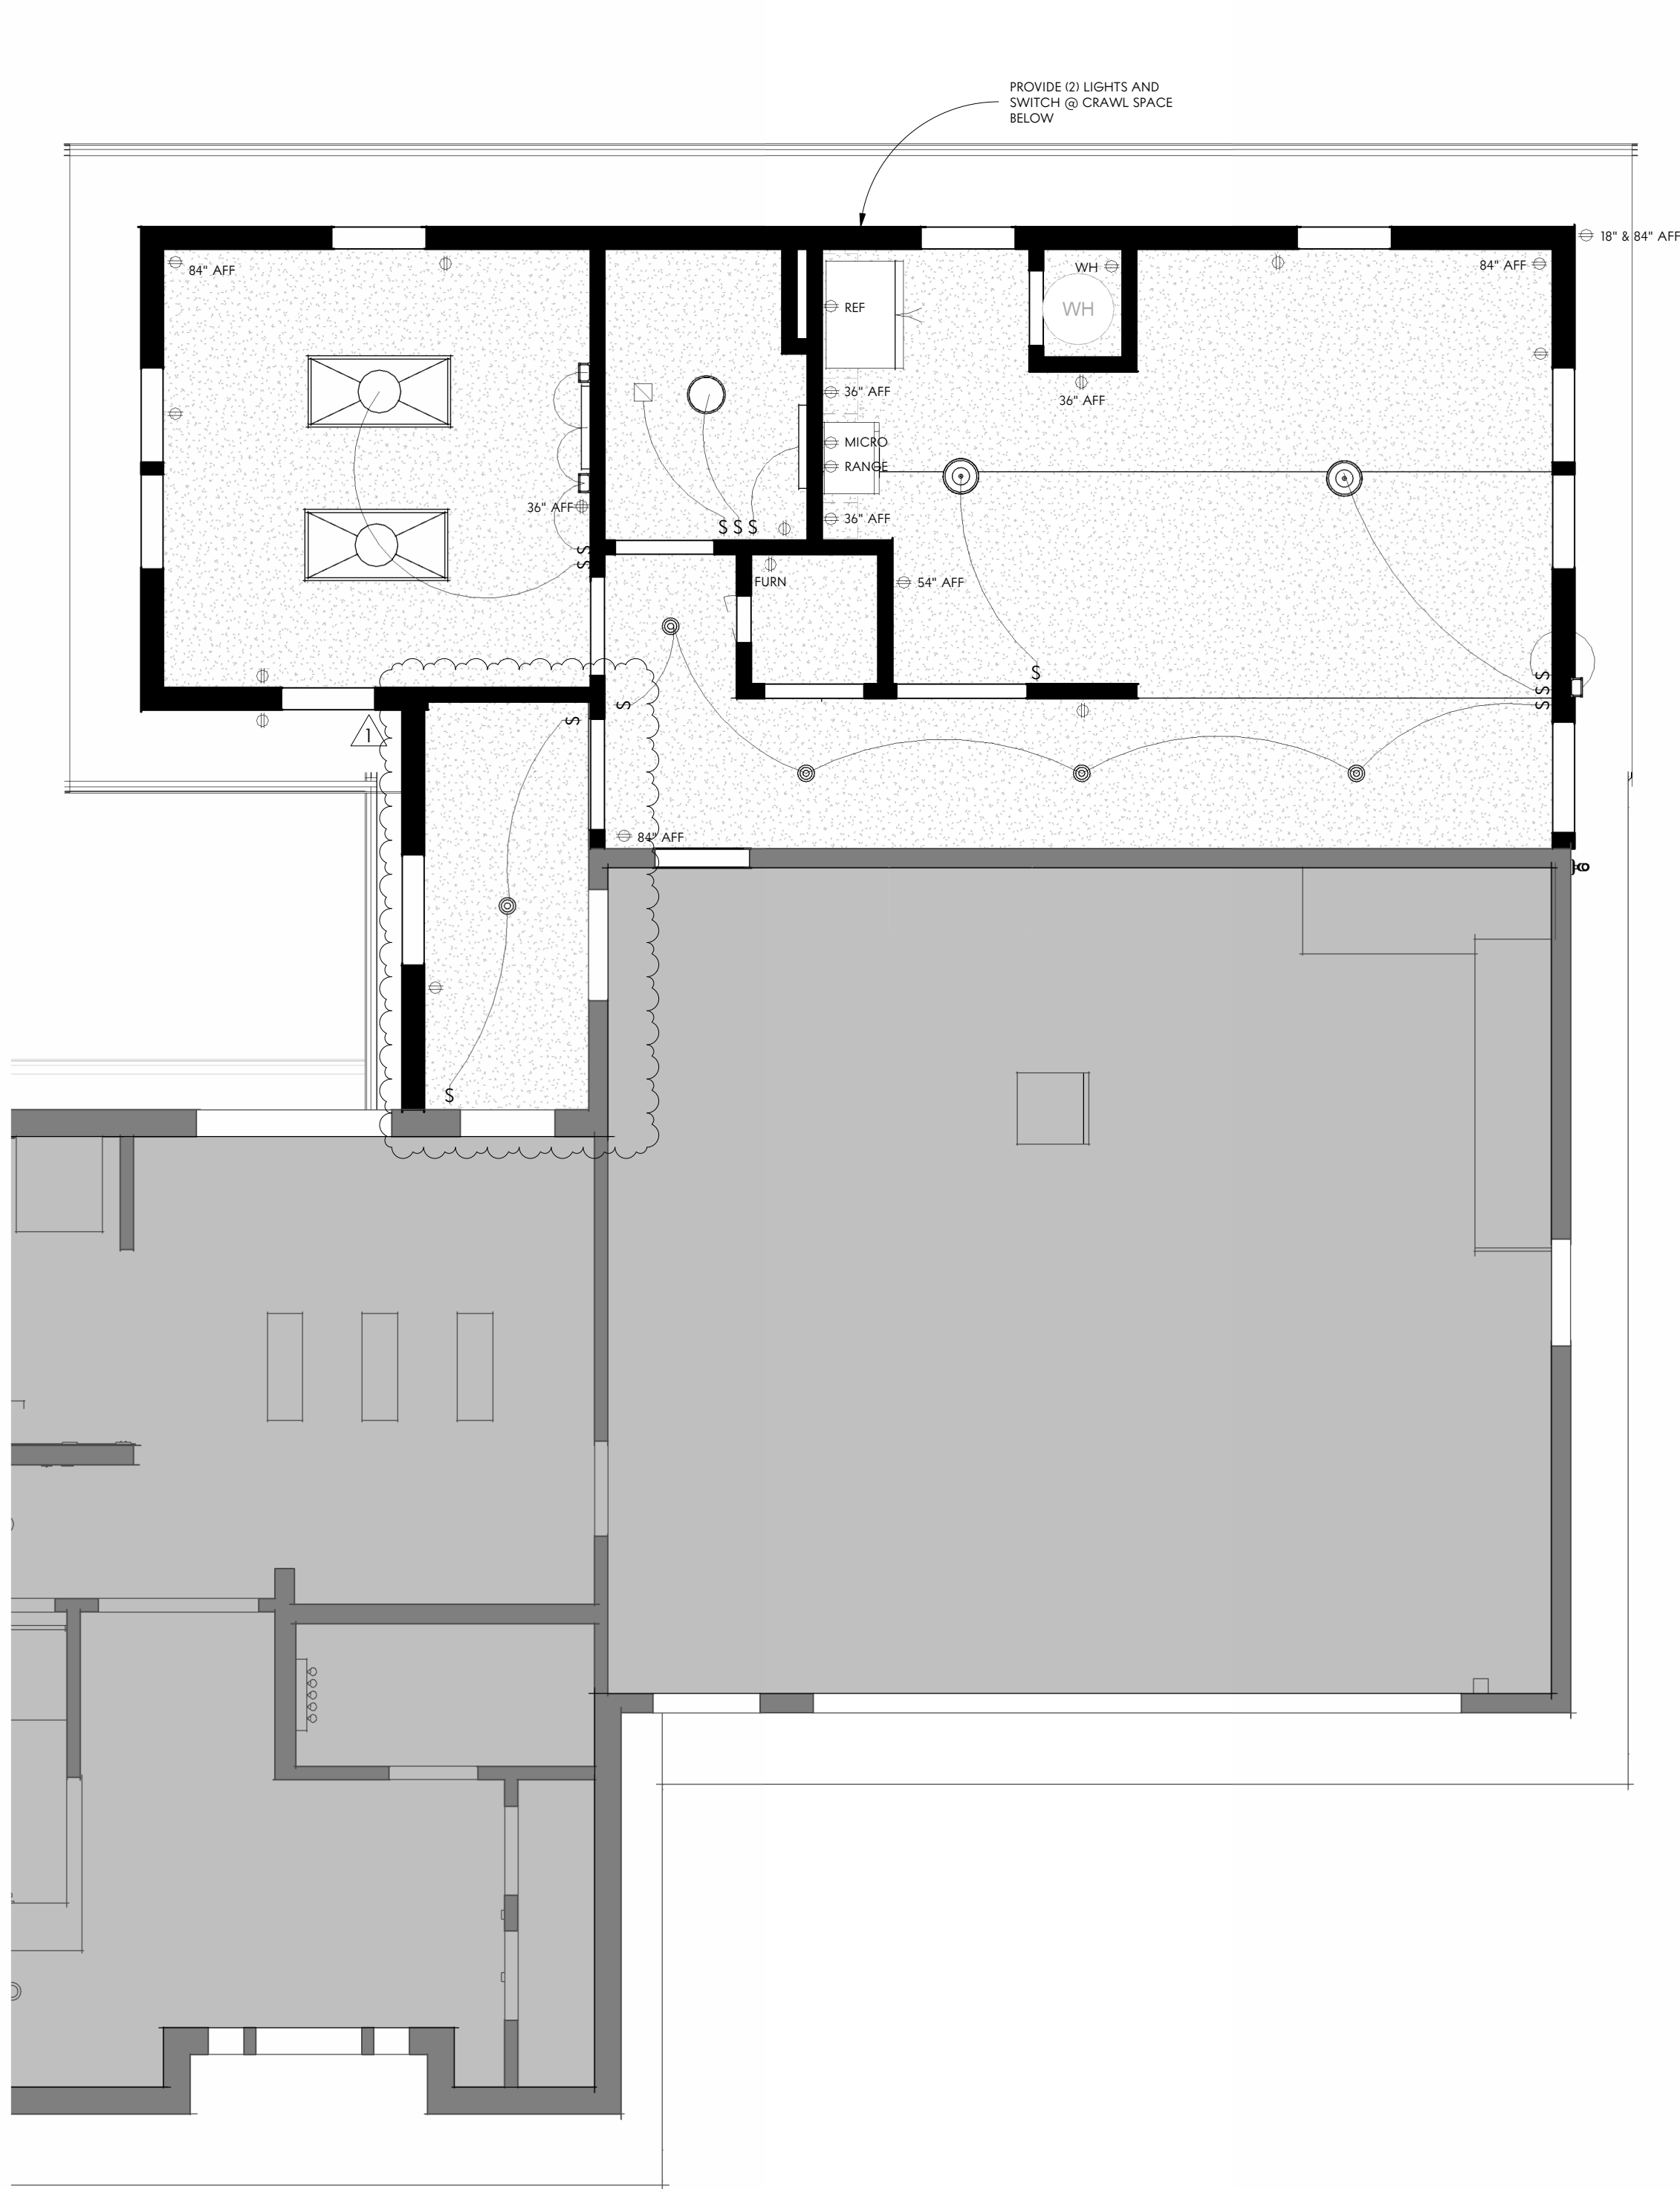 PROVIDE (2) LIGHTS AND
SWITCH @ CRAWL SPACE
BELOW
18" & 84" AFF
84" AFF
WH
84" AFF
WH
REF
36" AFF
36" AFF
MICRO
RANGE
36" AFF
36" AFF
$ $ $
$
$
FURN
54" AFF
$
$
$
$
$
$
1
84" AFF
$